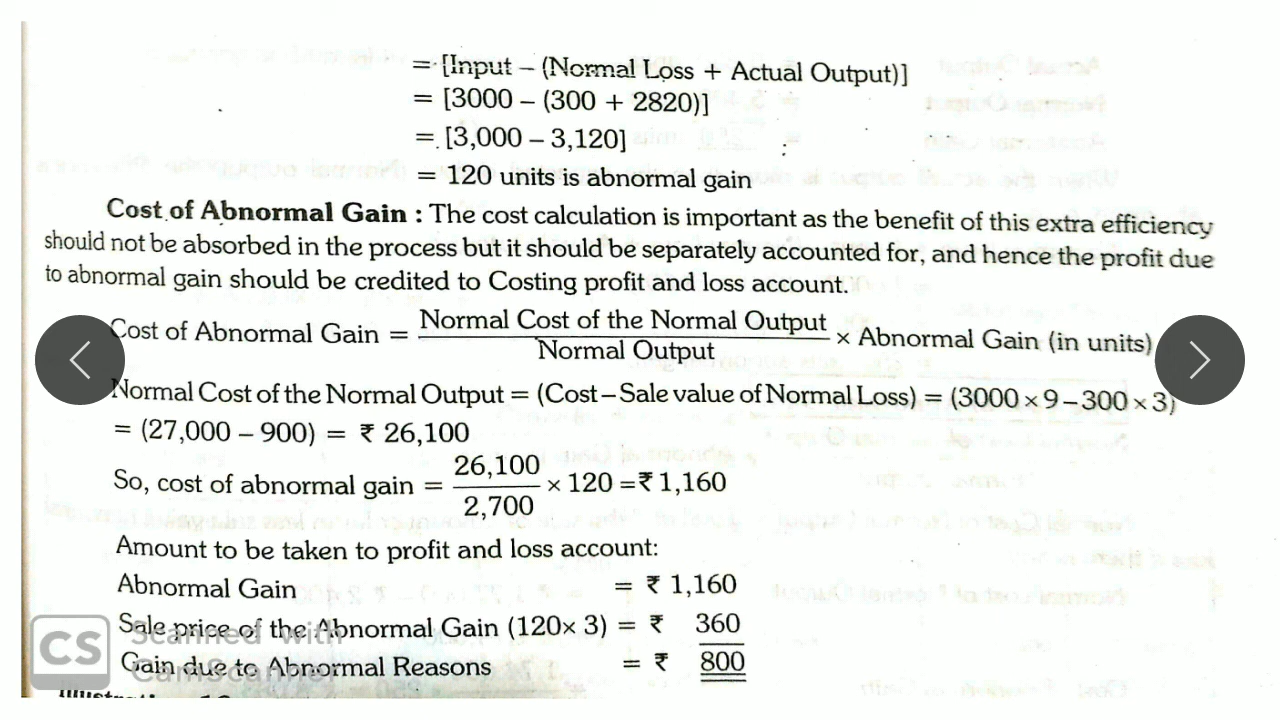 = [Input – (Normal Loss + Actual Output)]
= [3000 – (300 + 2820)]
= [3,000 – 3,120]
= 120 units is abnormal gain
Cost of Abnormal Gain : The cost calculation is important as the benefit of this extra efficiency
should not be absorbed in the process but it should be separately accounted for, and hence the profit due
to abnormal gain should be credited to Costing profit and loss account.
Cost of Abnormal Gain = Normal Cost of the Normal Output / Normal Output × Abnormal Gain (in units)
Normal Cost of the Normal Output = (Cost – Sale value of Normal Loss) = (3000 × 9 – 300 × 3)
= (27,000 – 900) = ₹ 26,100
So, cost of abnormal gain = 26,100 / 2,700 × 120 = ₹ 1,160
Amount to be taken to profit and loss account:
Abnormal Gain = ₹ 1,160
Sale price of the Abnormal Gain (120× 3) = ₹ 360
Gain due to Abnormal Reasons = ₹ 800
CS Scanned with
CamScanner